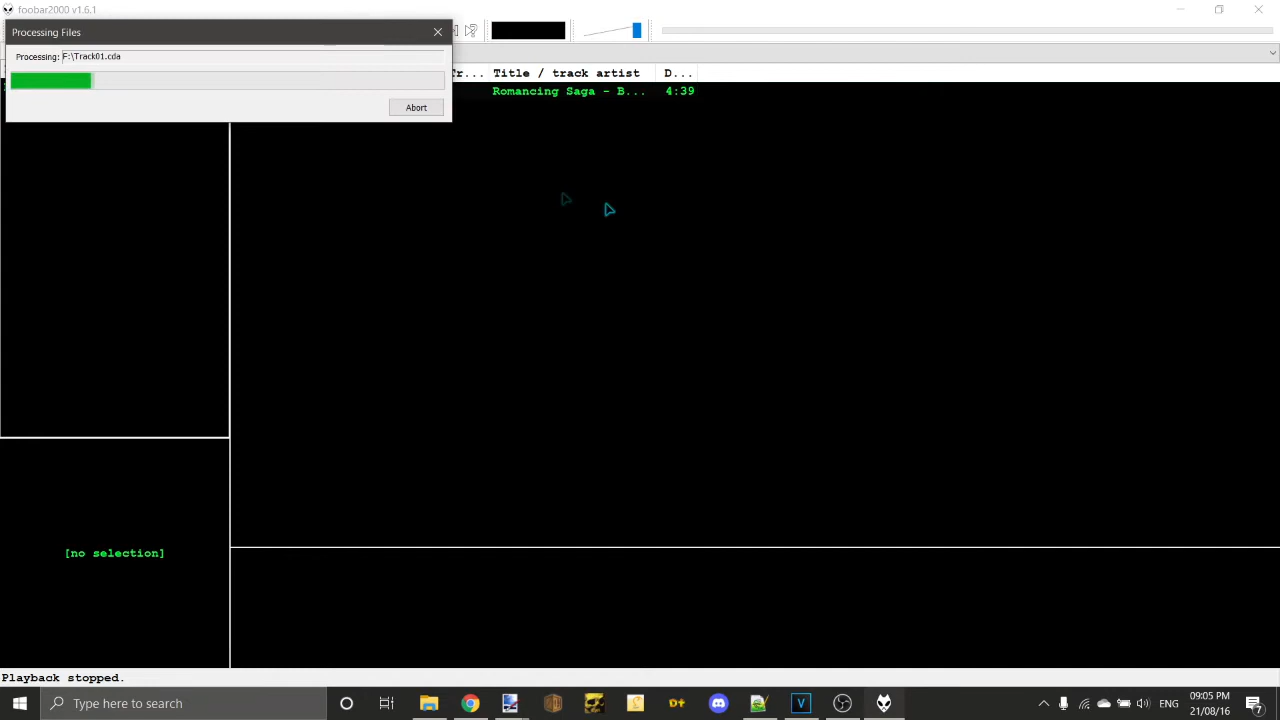 foobar2000 v1.6.1
Processing Files
Processing: F:\Track01.cda
Abort
Tr... Title / track artist D...
Romancing Saga - B... 4:39
[no selection]
Playback stopped.
Type here to search
D+
V
ENG
09:05 PM
21/08/16
7